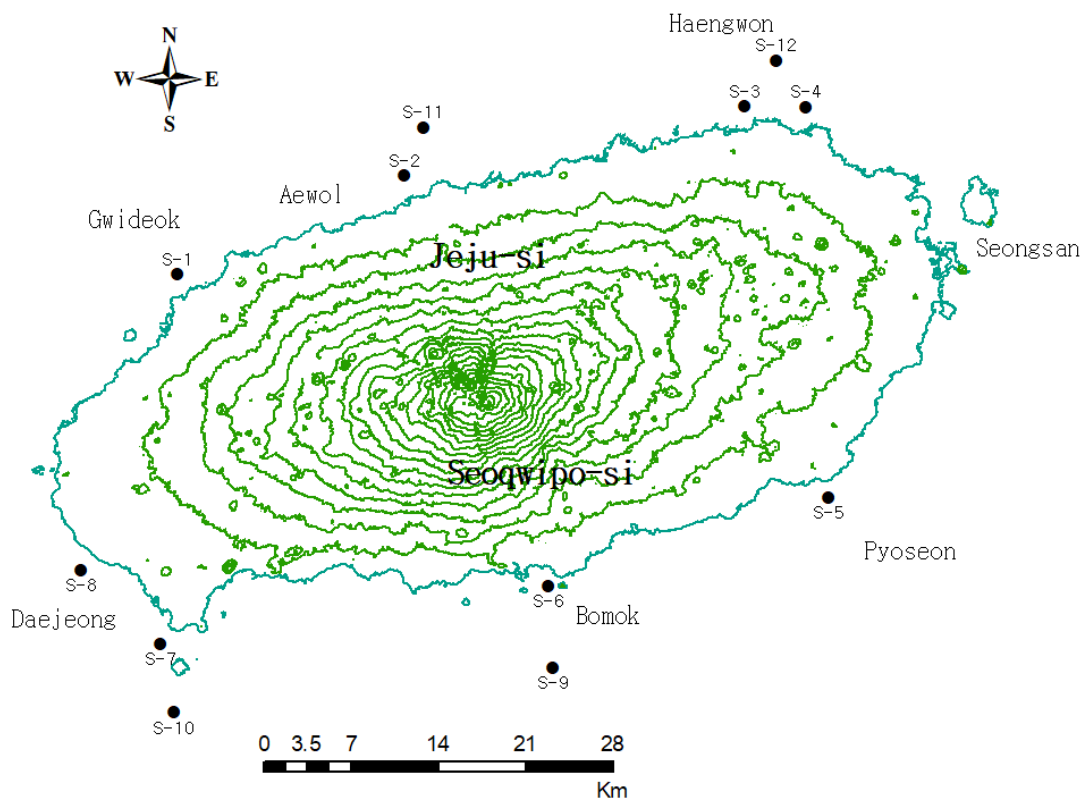 Haengwon
N
S-12
W E
S-3 S-4
S
S-11
S-2
Aewol
Gwideok
Jeju-si
Seongsan
S-1
Seoqwipo-si
S-5
Pyoseon
S-8
S-6
Bomok
Daejeong
S-7
S-9
S-10
0 3.5 7 14 21 28
Km